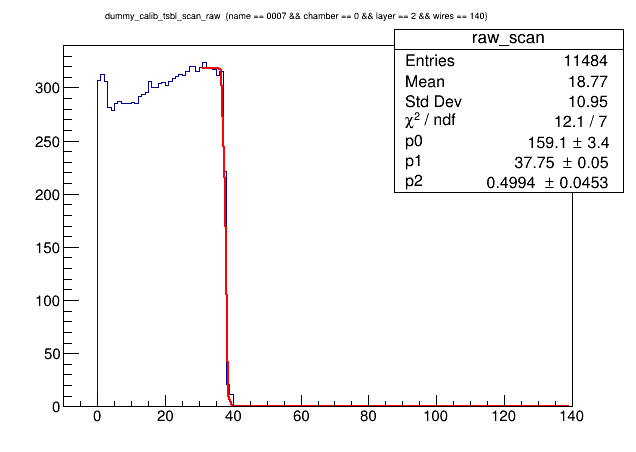 dummy_calib_tsbl_scan_raw (name == 0007 && chamber == 0 && layer == 2 && wires == 140)
raw_scan
Entries 11484
Mean 18.77
Std Dev 10.95
χ² / ndf 12.1 / 7
p0 159.1 ± 3.4
p1 37.75 ± 0.05
p2 0.4994 ± 0.0453
300
250
200
150
100
50
0
0 20 40 60 80 100 120 140